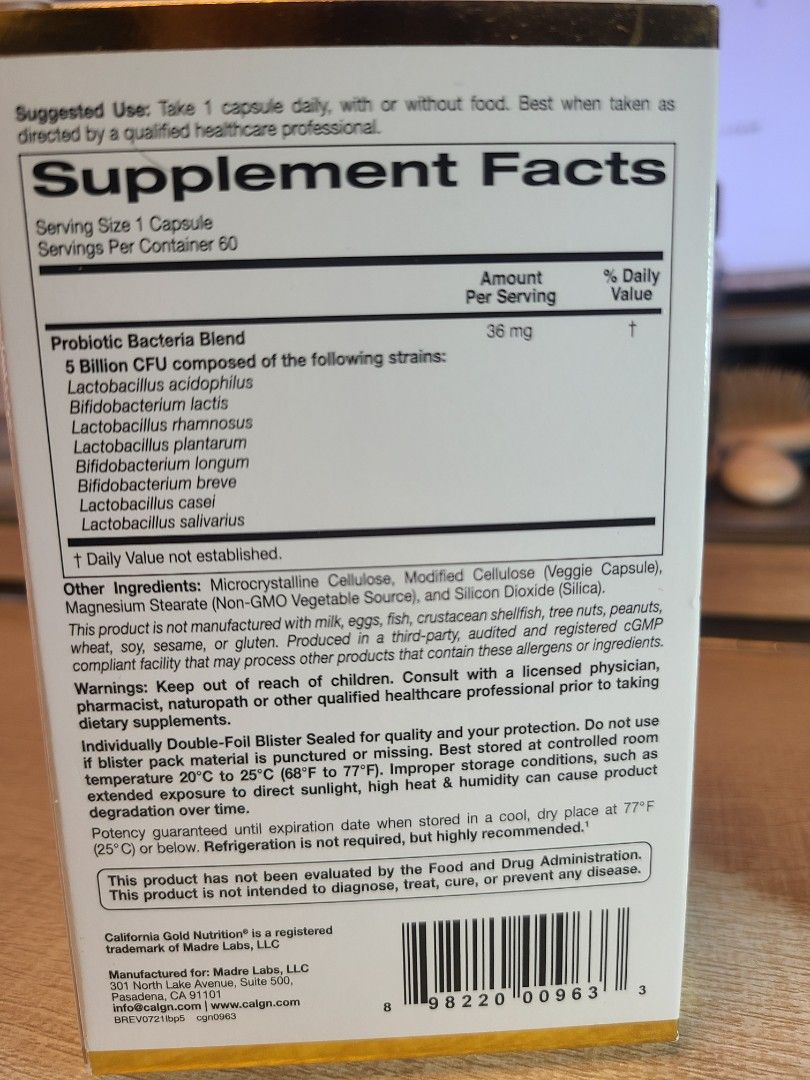 Suggested Use: Take 1 capsule daily, with or without food. Best when taken as
directed by a qualified healthcare professional.
Supplement Facts
Serving Size 1 Capsule
Servings Per Container 60
Amount Per Serving
% Daily Value
Probiotic Bacteria Blend 36 mg †
5 Billion CFU composed of the following strains:
Lactobacillus acidophilus
Bifidobacterium lactis
Lactobacillus rhamnosus
Lactobacillus plantarum
Bifidobacterium longum
Bifidobacterium breve
Lactobacillus casei
Lactobacillus salivarius
† Daily Value not established.
Other Ingredients: Microcrystalline Cellulose, Modified Cellulose (Veggie Capsule),
Magnesium Stearate (Non-GMO Vegetable Source), and Silicon Dioxide (Silica).
This product is not manufactured with milk, eggs, fish, crustacean shellfish, tree nuts, peanuts,
wheat, soy, sesame, or gluten. Produced in a third-party, audited and registered cGMP
compliant facility that may process other products that contain these allergens or ingredients.
Warnings: Keep out of reach of children. Consult with a licensed physician,
pharmacist, naturopath or other qualified healthcare professional prior to taking
dietary supplements.
Individually Double-Foil Blister Sealed for quality and your protection. Do not use
if blister pack material is punctured or missing. Best stored at controlled room
temperature 20°C to 25°C (68°F to 77°F). Improper storage conditions, such as
extended exposure to direct sunlight, high heat & humidity can cause product
degradation over time.
Potency guaranteed until expiration date when stored in a cool, dry place at 77°F
(25°C) or below. Refrigeration is not required, but highly recommended.¹
This product has not been evaluated by the Food and Drug Administration.
This product is not intended to diagnose, treat, cure, or prevent any disease.
California Gold Nutrition® is a registered
trademark of Madre Labs, LLC
Manufactured for: Madre Labs, LLC
301 North Lake Avenue, Suite 500,
Pasadena, CA 91101
info@calgn.com | www.calgn.com
BREV0721lbp5 cgn0963
8 98220 00963 3